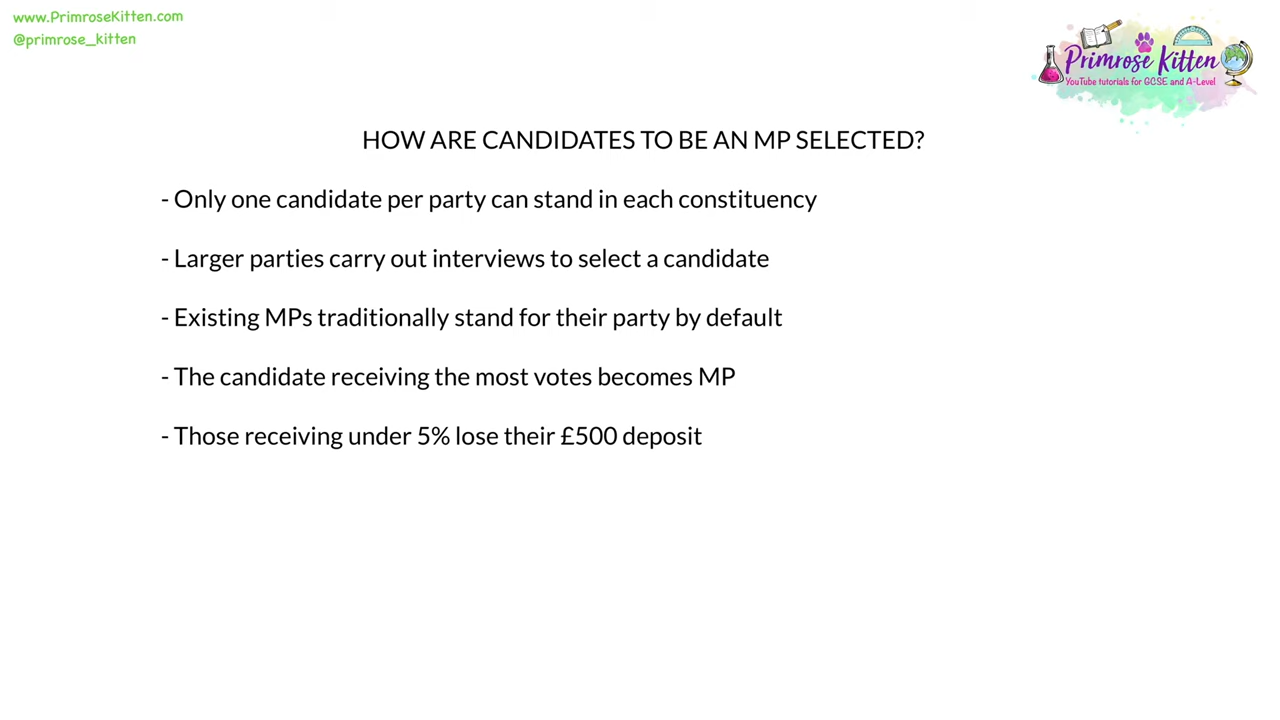 www.PrimroseKitten.com
@primrose_kitten
Primrose Kitten
YouTube tutorials for GCSE and A-Level
HOW ARE CANDIDATES TO BE AN MP SELECTED?
- Only one candidate per party can stand in each constituency
- Larger parties carry out interviews to select a candidate
- Existing MPs traditionally stand for their party by default
- The candidate receiving the most votes becomes MP
- Those receiving under 5% lose their £500 deposit